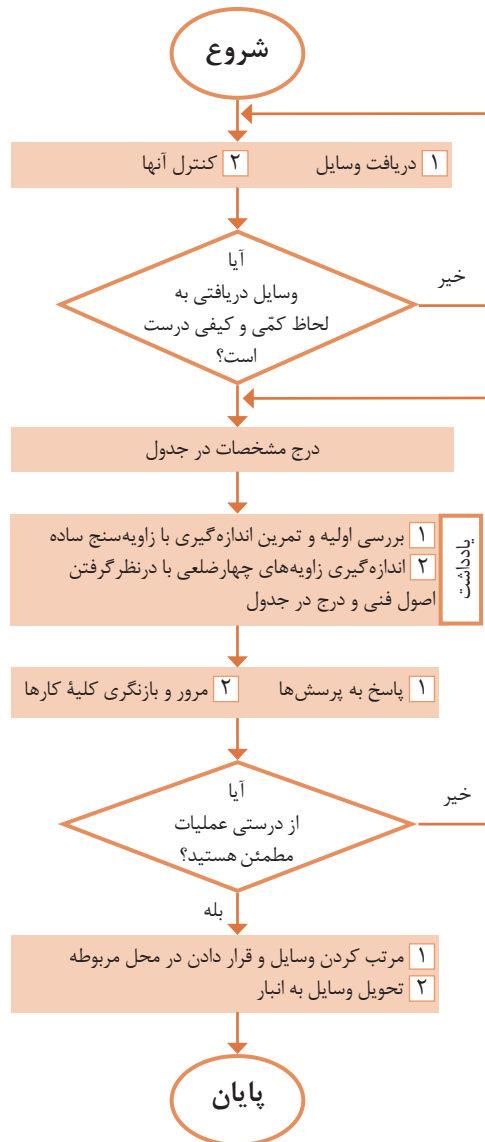 شروع
۱ دریافت وسایل ۲ کنترل آنها
آیا
وسایل دریافتی به
لحاظ کمّی و کیفی درست
است؟
خیر
درج مشخصات در جدول
یادداشت
۱ بررسی اولیه و تمرین اندازه‌گیری با زاویه‌سنج ساده
۲ اندازه‌گیری زاویه‌های چهارضلعی با درنظرگرفتن
اصول فنی و درج در جدول
۱ پاسخ به پرسش‌ها ۲ مرور و بازنگری کلیهٔ کارها
آیا
از درستی عملیات
مطمئن هستید؟
خیر
بله
۱ مرتب کردن وسایل و قرار دادن در محل مربوطه
۲ تحویل وسایل به انبار
پایان